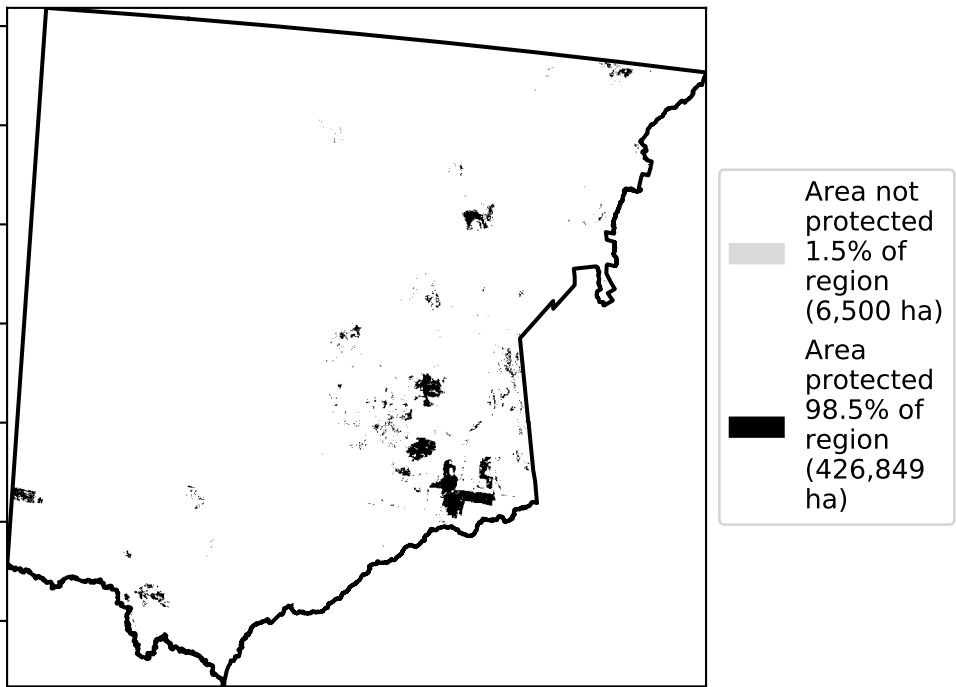 Area not
protected
1.5% of
region
(6,500 ha)
Area
protected
98.5% of
region
(426,849
ha)